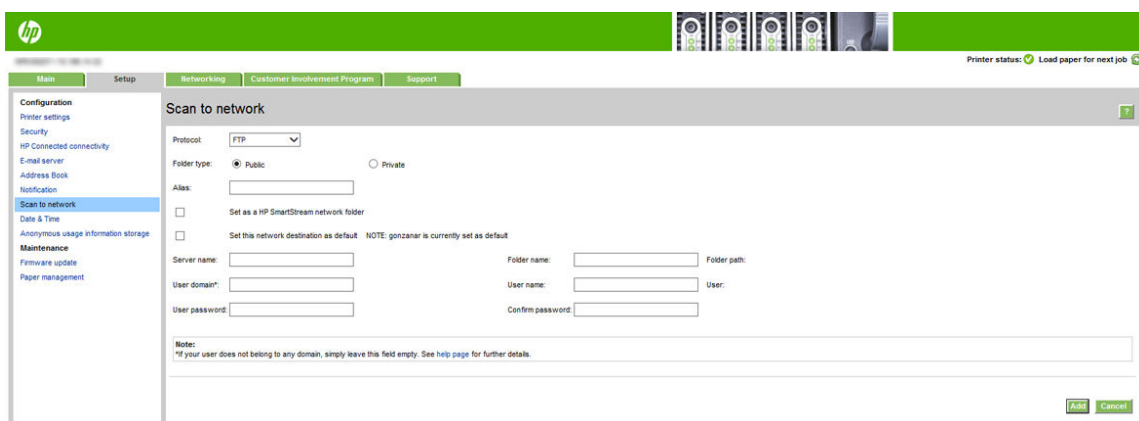 hp
Printer status: Load paper for next job
Main Setup Networking Customer Involvement Program Support
Configuration
Printer settings
Security
HP Connected connectivity
E-mail server
Address Book
Notification
Scan to network
Date & Time
Anonymous usage information storage
Maintenance
Firmware update
Paper management
Scan to network
?
Protocol: FTP
Folder type: Public Private
Alias:
Set as a HP SmartStream network folder
Set this network destination as default NOTE: gonzanar is currently set as default
Server name: Folder name: Folder path:
User domain*: User name: User:
User password: Confirm password:
Note:
*If your user does not belong to any domain, simply leave this field empty. See help page for further details.
Add Cancel